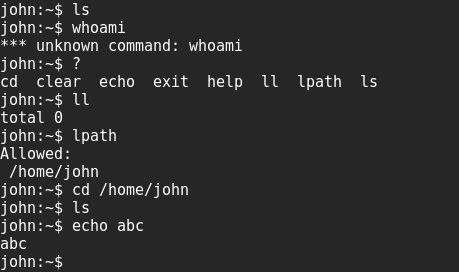 john:~$ ls
john:~$ whoami
*** unknown command: whoami
john:~$ ?
cd  clear  echo  exit  help  ll  lpath  ls
john:~$ ll
total 0
john:~$ lpath
Allowed:
 /home/john
john:~$ cd /home/john
john:~$ ls
john:~$ echo abc
abc
john:~$